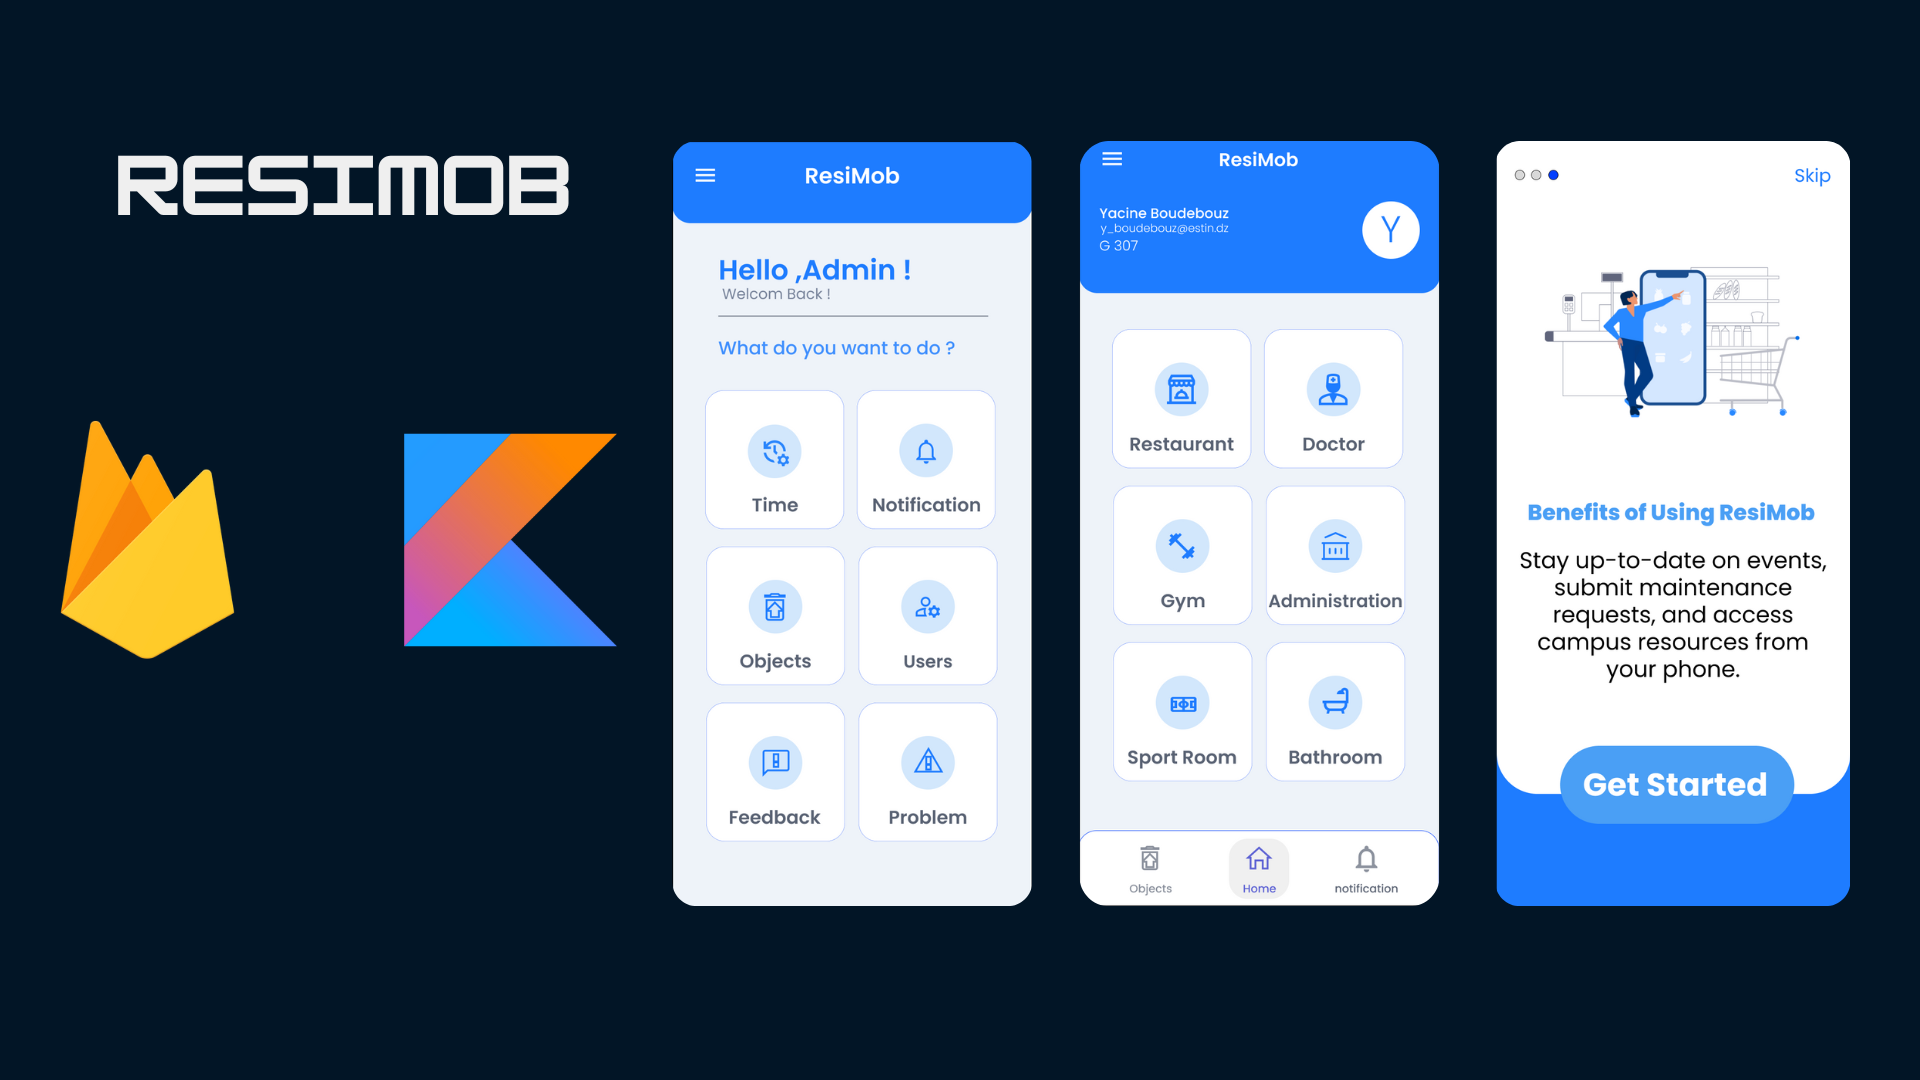 RESIMOB
ResiMob
Hello ,Admin !
Welcom Back !
What do you want to do ?
Time
Notification
Objects
Users
Feedback
Problem
ResiMob
Yacine Boudebouz
y_boudebouz@estin.dz
G 307
Y
Restaurant
Doctor
Gym
Administration
Sport Room
Bathroom
Objects
Home
notification
Skip
Benefits of Using ResiMob
Stay up-to-date on events,
submit maintenance
requests, and access
campus resources from
your phone.
Get Started